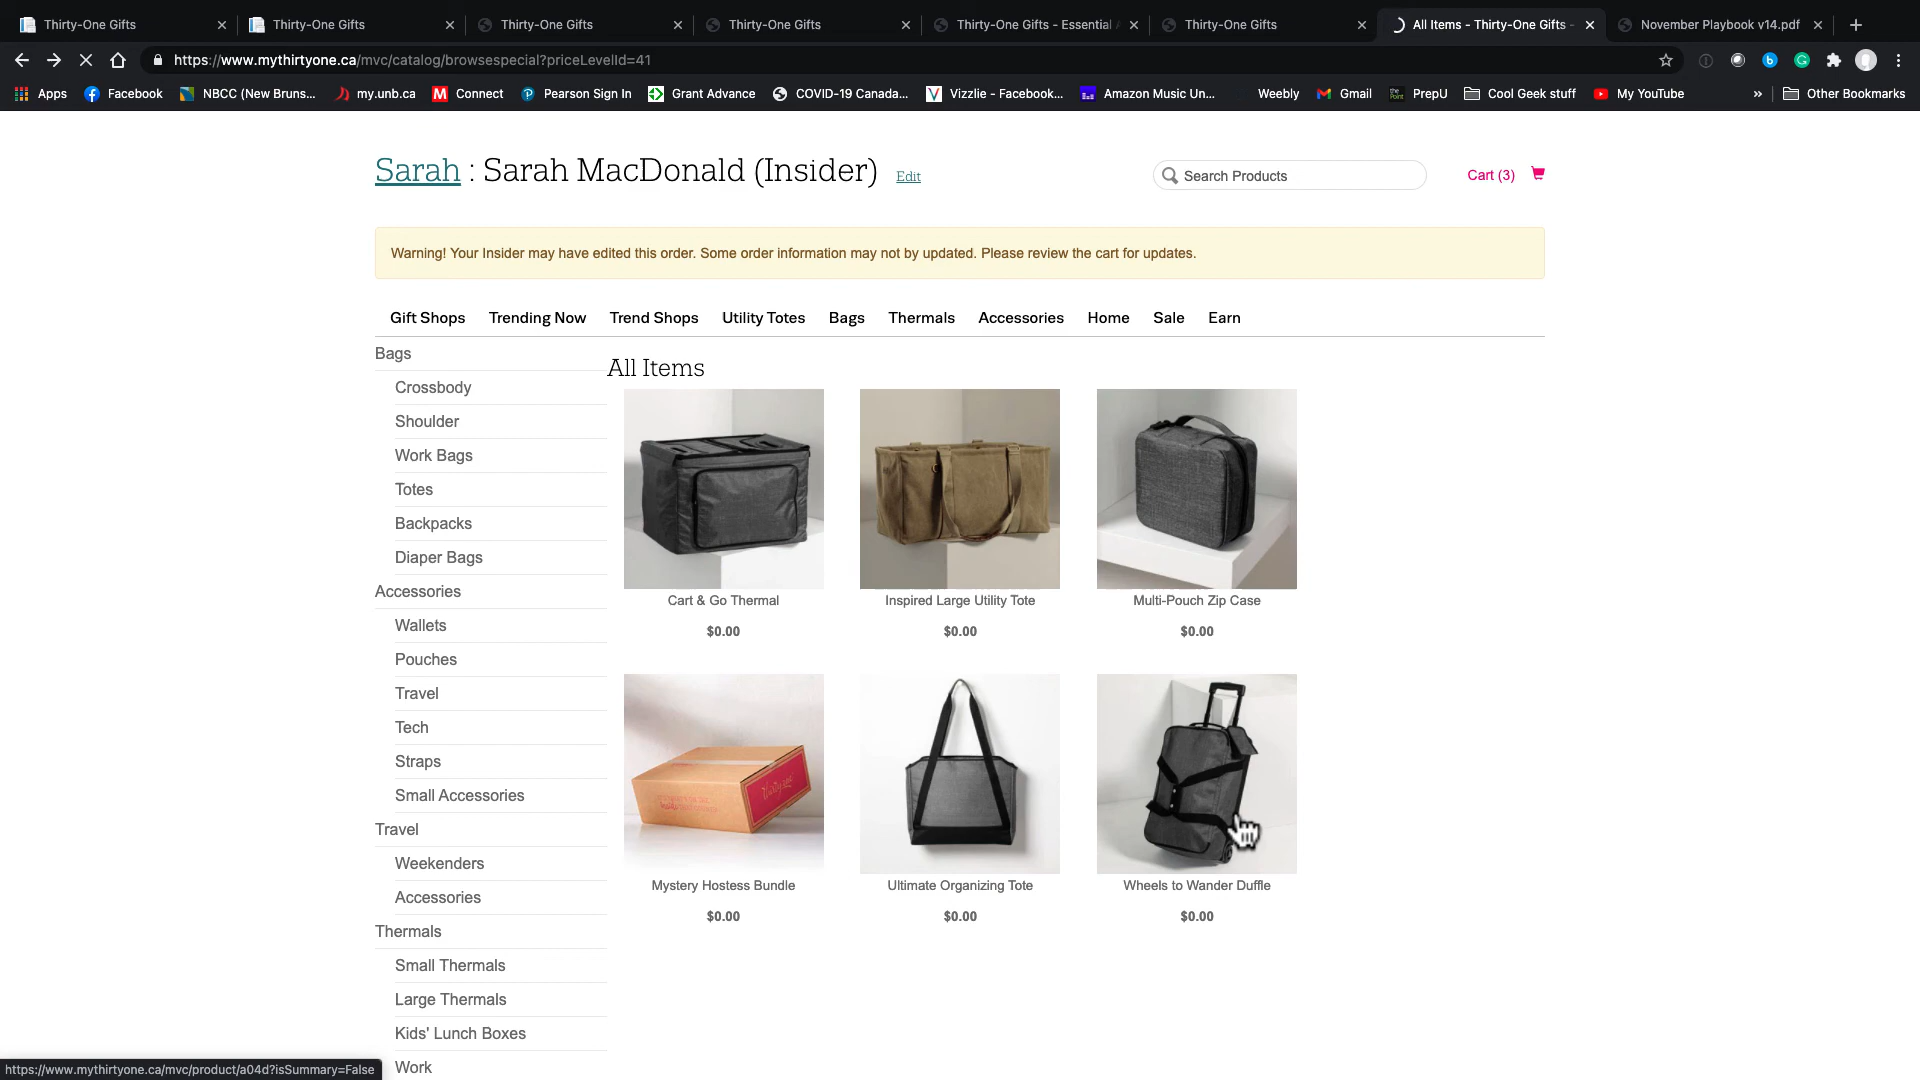 Thirty-One Gifts
Thirty-One Gifts
Thirty-One Gifts
Thirty-One Gifts
Thirty-One Gifts - Essential A
Thirty-One Gifts
All Items - Thirty-One Gifts -
November Playbook v14.pdf
https://www.mythirtyone.ca/mvc/catalog/browsespecial?priceLevelId=41
Apps
Facebook
NBCC (New Bruns...
my.unb.ca
Connect
Pearson Sign In
Grant Advance
COVID-19 Canada...
Vizzlie - Facebook...
Amazon Music Un...
Weebly
Gmail
PrepU
Cool Geek stuff
My YouTube
»
Other Bookmarks
Sarah : Sarah MacDonald (Insider) Edit
Search Products
Cart (3)
Warning! Your Insider may have edited this order. Some order information may not by updated. Please review the cart for updates.
Gift Shops Trending Now Trend Shops Utility Totes Bags Thermals Accessories Home Sale Earn
Bags
Crossbody
Shoulder
Work Bags
Totes
Backpacks
Diaper Bags
Accessories
Wallets
Pouches
Travel
Tech
Straps
Small Accessories
Travel
Weekenders
Accessories
Thermals
Small Thermals
Large Thermals
Kids' Lunch Boxes
Work
All Items
Cart & Go Thermal
$0.00
Inspired Large Utility Tote
$0.00
Multi-Pouch Zip Case
$0.00
Mystery Hostess Bundle
$0.00
Ultimate Organizing Tote
$0.00
Wheels to Wander Duffle
$0.00
https://www.mythirtyone.ca/mvc/product/a04d?isSummary=False